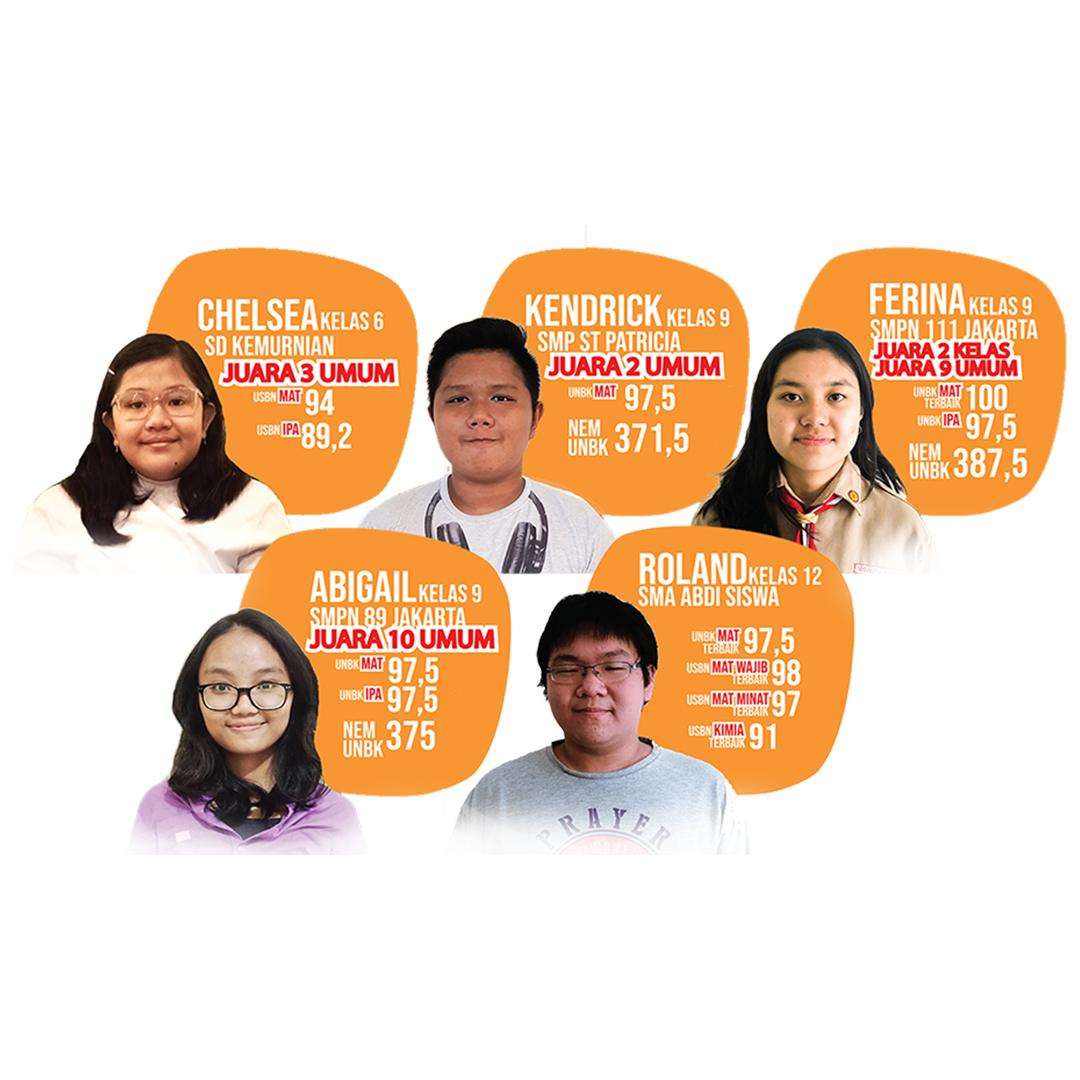 CHELSEA KELAS 6
SD KEMURNIAN
JUARA 3 UMUM
USBN MAT 94
USBN IPA 89,2
KENDRICK KELAS 9
SMP ST PATRICIA
JUARA 2 UMUM
UNBK MAT 97,5
NEM UNBK 371,5
FERINA KELAS 9
SMPN 111 JAKARTA
JUARA 2 KELAS
JUARA 9 UMUM
UNBK MAT TERBAIK 100
UNBK IPA 97,5
NEM UNBK 387,5
ABIGAIL KELAS 9
SMPN 89 JAKARTA
JUARA 10 UMUM
UNBK MAT 97,5
UNBK IPA 97,5
NEM UNBK 375
ROLAND KELAS 12
SMA ABDI SISWA
UNBK MAT TERBAIK 97,5
USBN MAT WAJIB TERBAIK 98
USBN MAT MINAT TERBAIK 97
USBN KIMIA TERBAIK 91
PRAYER